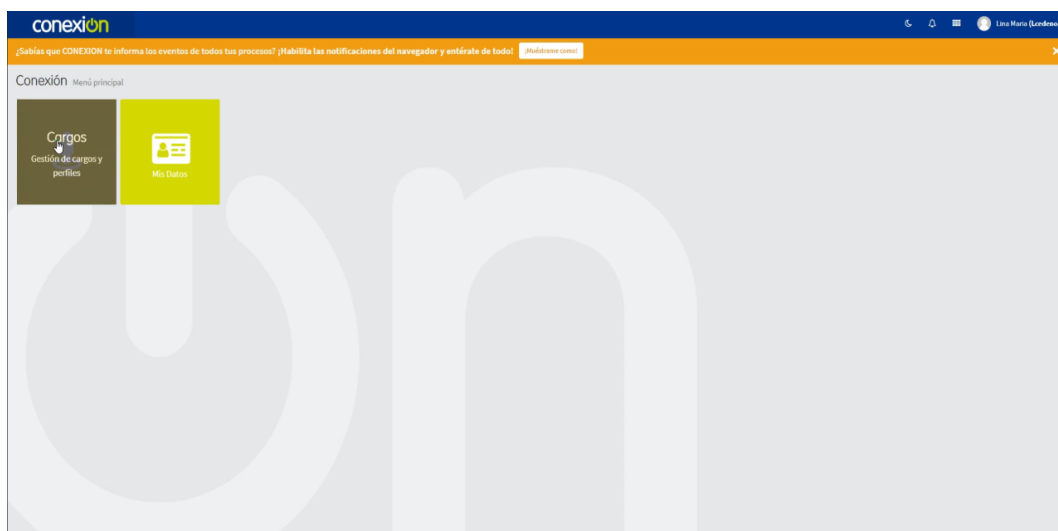 conexión
Lina Maria (Lcedeno
¿Sabías que CONEXION te informa los eventos de todos tus procesos? ¡Habilita las notificaciones del navegador y entérate de todo! ¡Muéstrame como!
Conexión Menú principal
Cargos
Gestión de cargos y
perfiles
Mis Datos